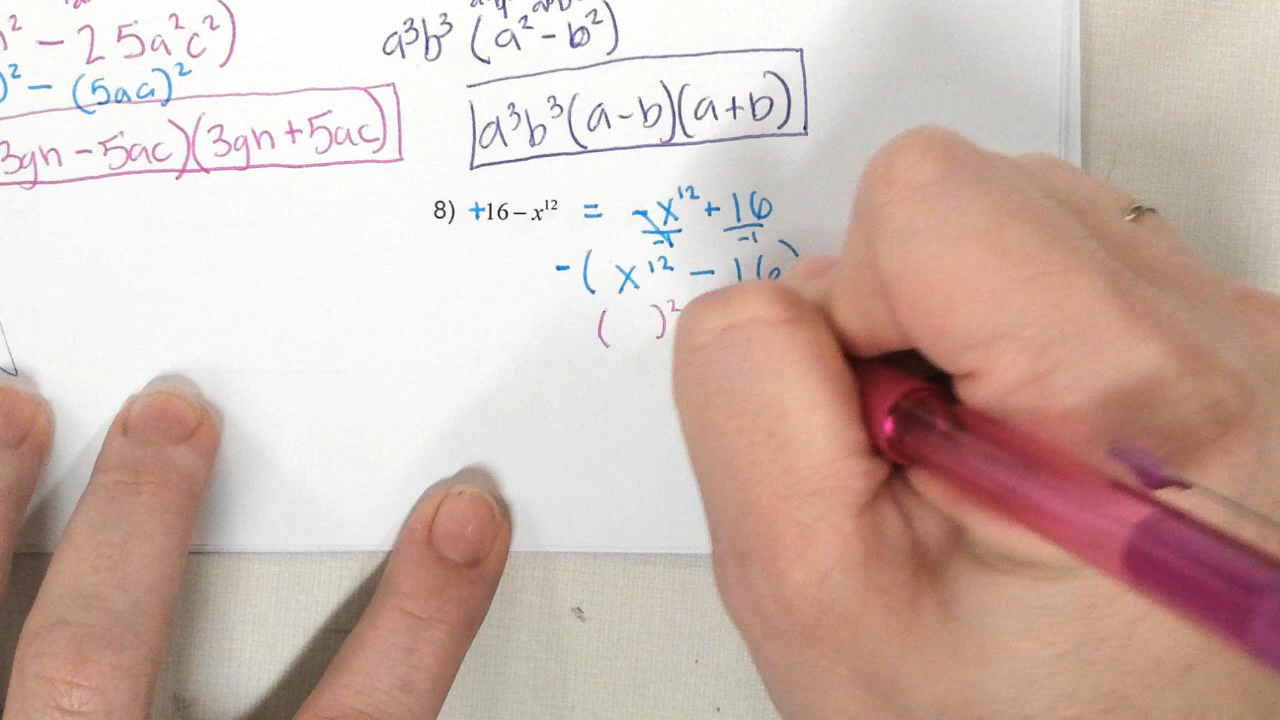 ² − 25a²c²)
)² − (5ac)²
3gn − 5ac)(3gn + 5ac)
a³b³ (a² − b²)
a³b³(a − b)(a + b)
8) +16 − x¹² = −x¹² + 16
−1 −1
−( x¹² − 16)
( )²